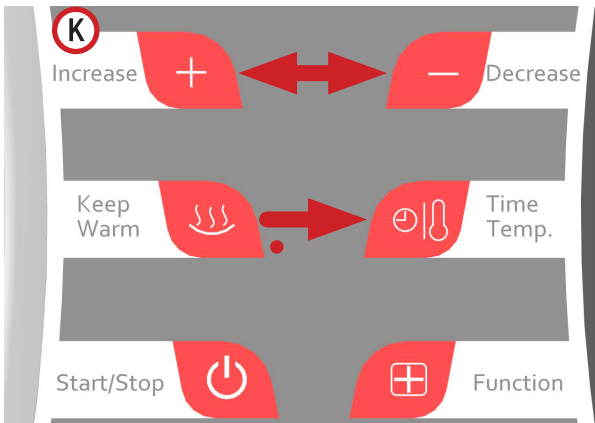 K
Increase
Decrease
Keep
Warm
Time
Temp.
Start/Stop
Function